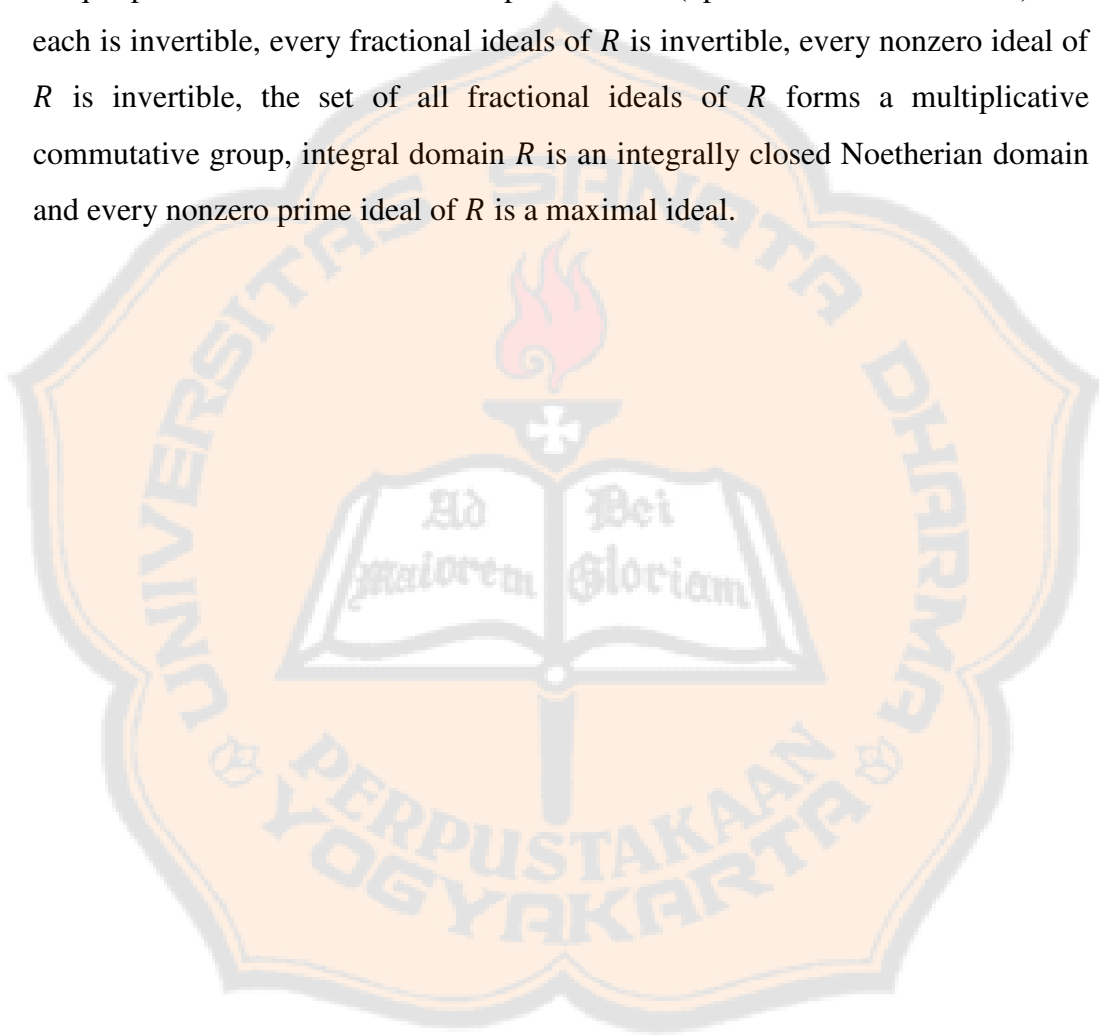 each is invertible, every fractional ideals of R is invertible, every nonzero ideal of
R is invertible, the set of all fractional ideals of R forms a multiplicative
commutative group, integral domain R is an integrally closed Noetherian domain
and every nonzero prime ideal of R is a maximal ideal.
UNIVERSITAS SANATA DHARMA
Ad Dei
Maiorem Gloriam
PERPUSTAKAAN
YOGYAKARTA